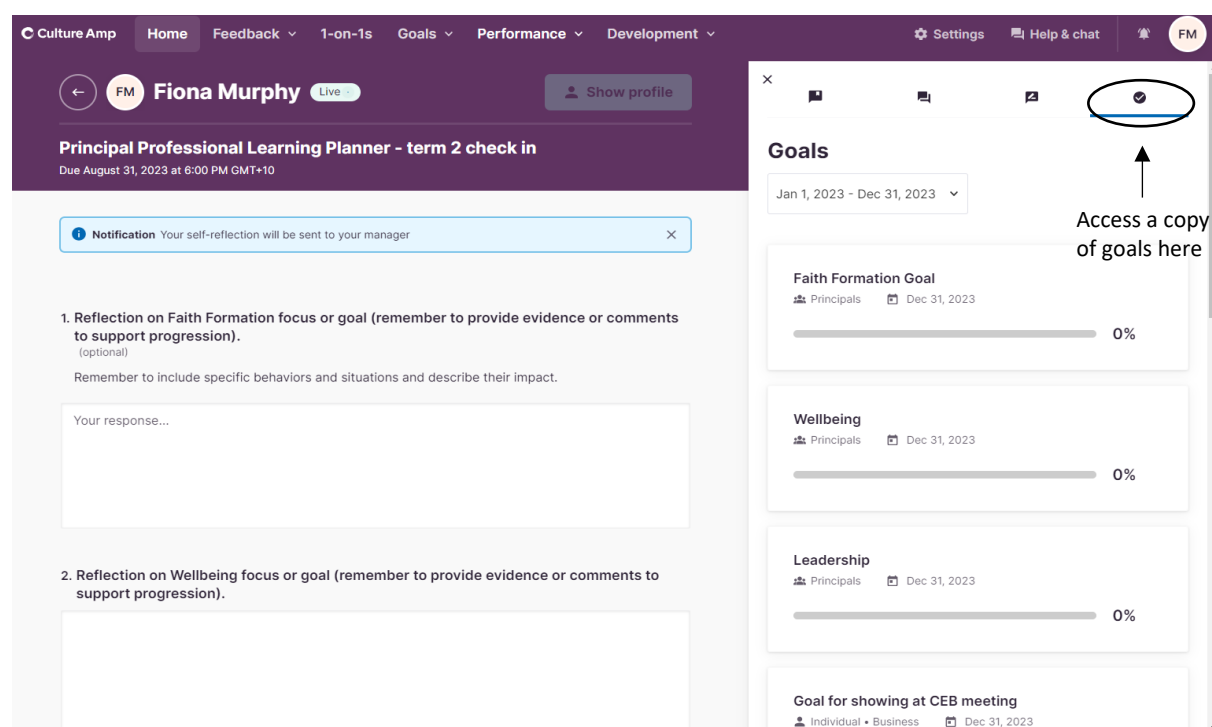 Culture Amp Home Feedback 1-on-1s Goals Performance Development Settings Help & chat FM
FM Fiona Murphy Live Show profile
Principal Professional Learning Planner - term 2 check in
Due August 31, 2023 at 6:00 PM GMT+10
Notification Your self-reflection will be sent to your manager
1. Reflection on Faith Formation focus or goal (remember to provide evidence or comments
to support progression).
(optional)
Remember to include specific behaviors and situations and describe their impact.
Your response...
2. Reflection on Wellbeing focus or goal (remember to provide evidence or comments to
support progression).
Goals
Jan 1, 2023 - Dec 31, 2023
Access a copy
of goals here
Faith Formation Goal
Principals Dec 31, 2023
0%
Wellbeing
Principals Dec 31, 2023
0%
Leadership
Principals Dec 31, 2023
0%
Goal for showing at CEB meeting
Individual • Business Dec 31, 2023